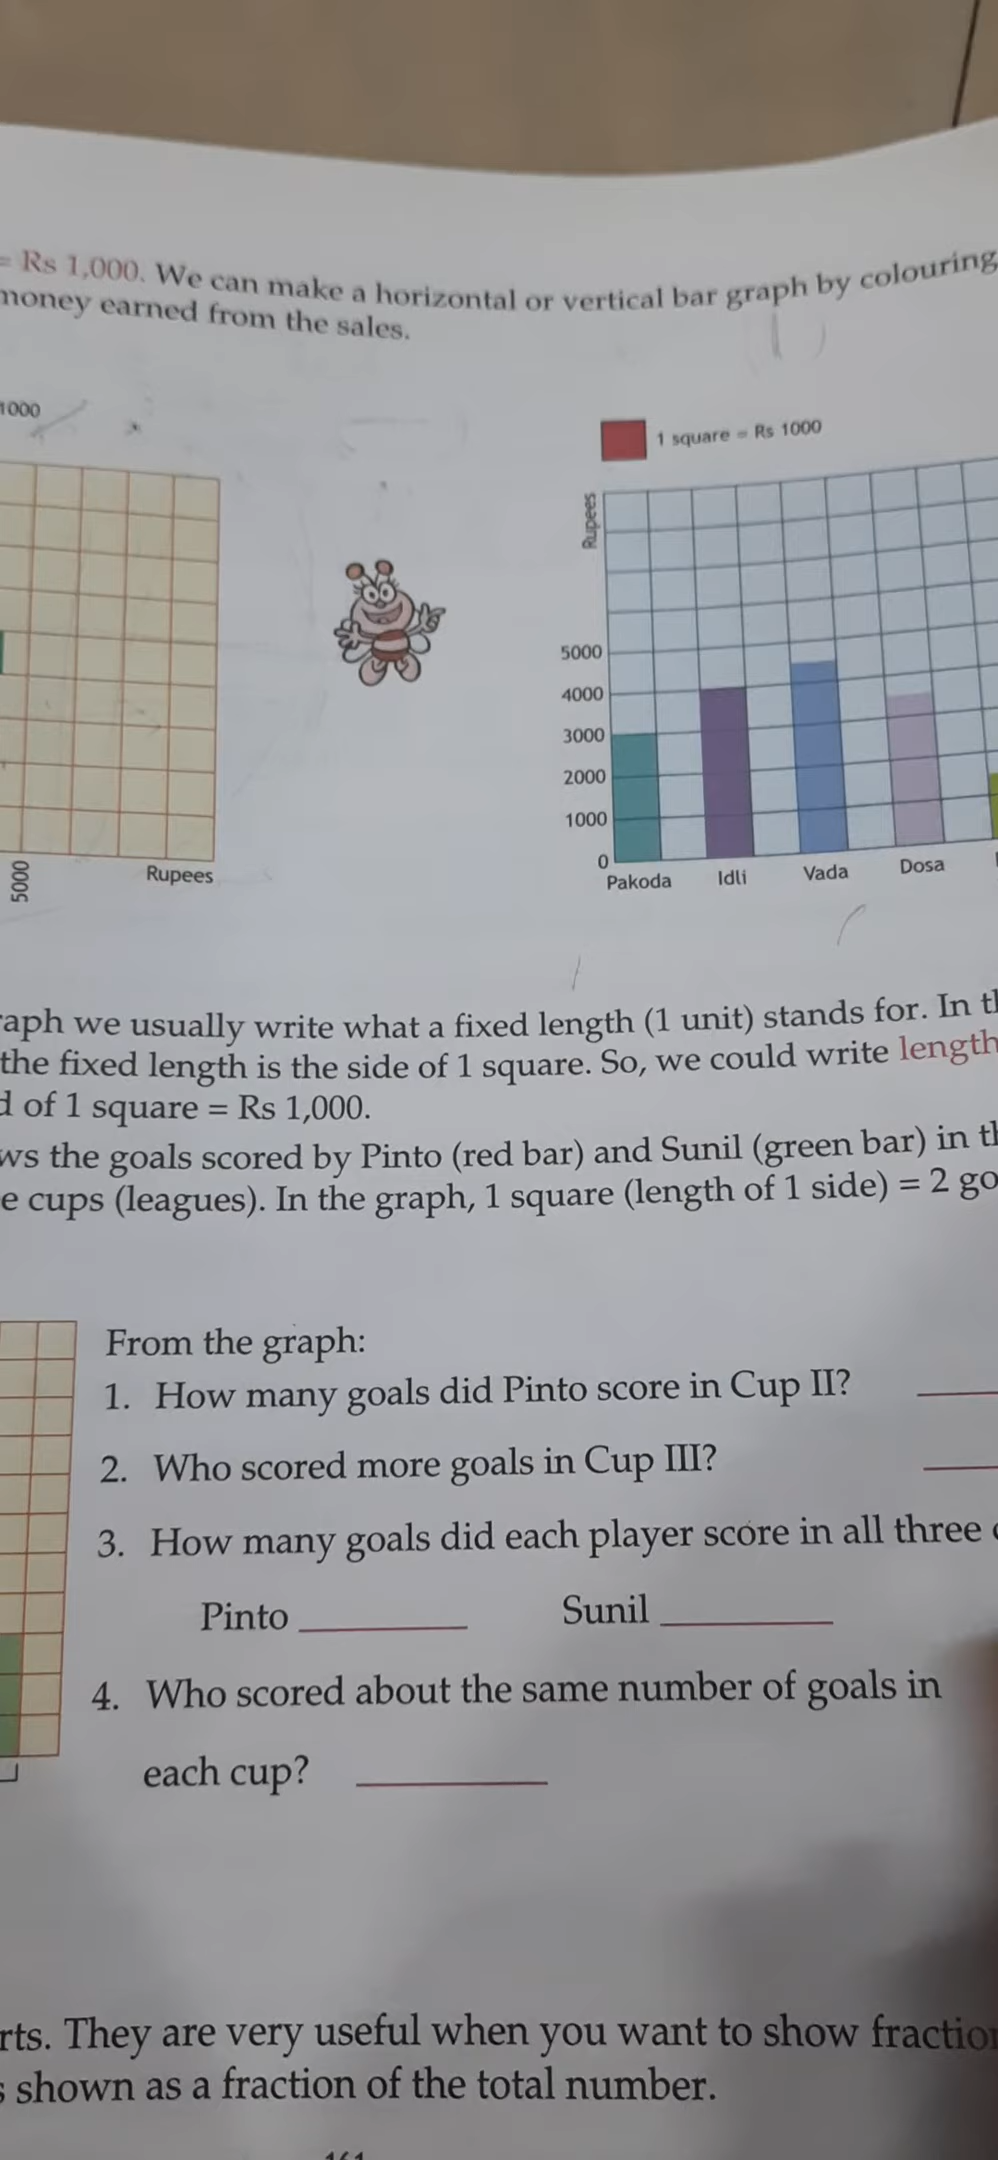 = Rs 1,000. We can make a horizontal or vertical bar graph by colouring
money earned from the sales.
1000
1 square = Rs 1000
Rupees
5000
4000
3000
2000
1000
0
Pakoda Idli Vada Dosa
5000
Rupees
raph we usually write what a fixed length (1 unit) stands for. In
the fixed length is the side of 1 square. So, we could write length
of 1 square = Rs 1,000.
ws the goals scored by Pinto (red bar) and Sunil (green bar) in
e cups (leagues). In the graph, 1 square (length of 1 side) = 2 go
From the graph:
1. How many goals did Pinto score in Cup II?
2. Who scored more goals in Cup III?
3. How many goals did each player score in all three
Pinto Sunil
4. Who scored about the same number of goals in
each cup?
rts. They are very useful when you want to show fraction
s shown as a fraction of the total number.